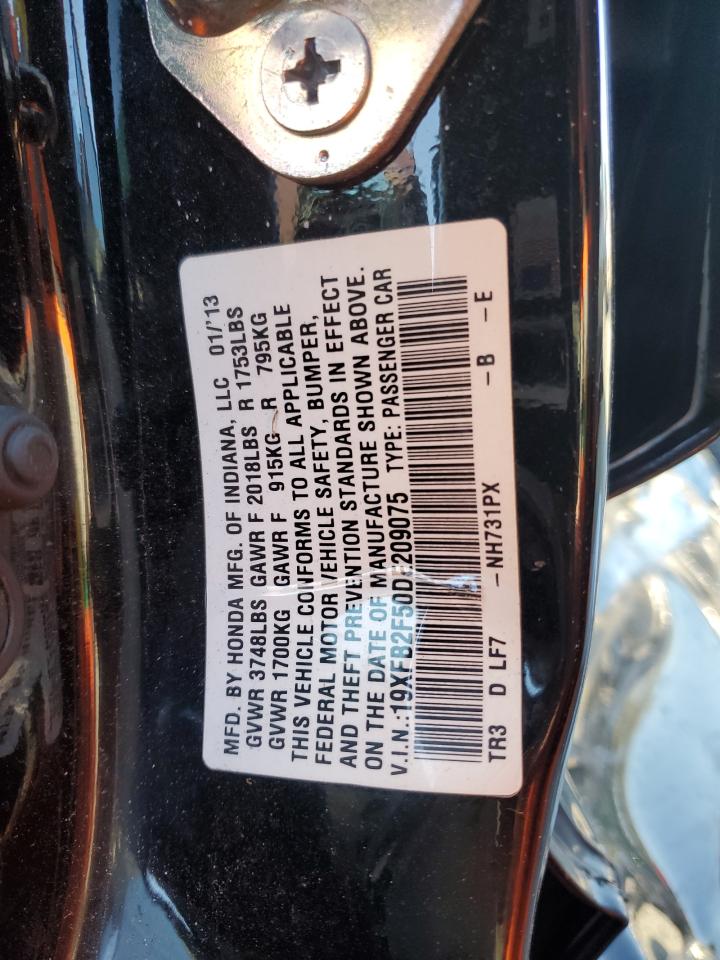 MFD. BY HONDA MFG. OF INDIANA, LLC 01/'13
GVWR 3748LBS GAWR F 2018LBS R 1753LBS
GVWR 1700KG GAWR F 915KG R 795KG
THIS VEHICLE CONFORMS TO ALL APPLICABLE
FEDERAL MOTOR VEHICLE SAFETY, BUMPER,
AND THEFT PREVENTION STANDARDS IN EFFECT
ON THE DATE OF MANUFACTURE SHOWN ABOVE.
V.I.N.: TYPE: PASSENGER CAR
TR3 D LF7 -NH731PX -B -E